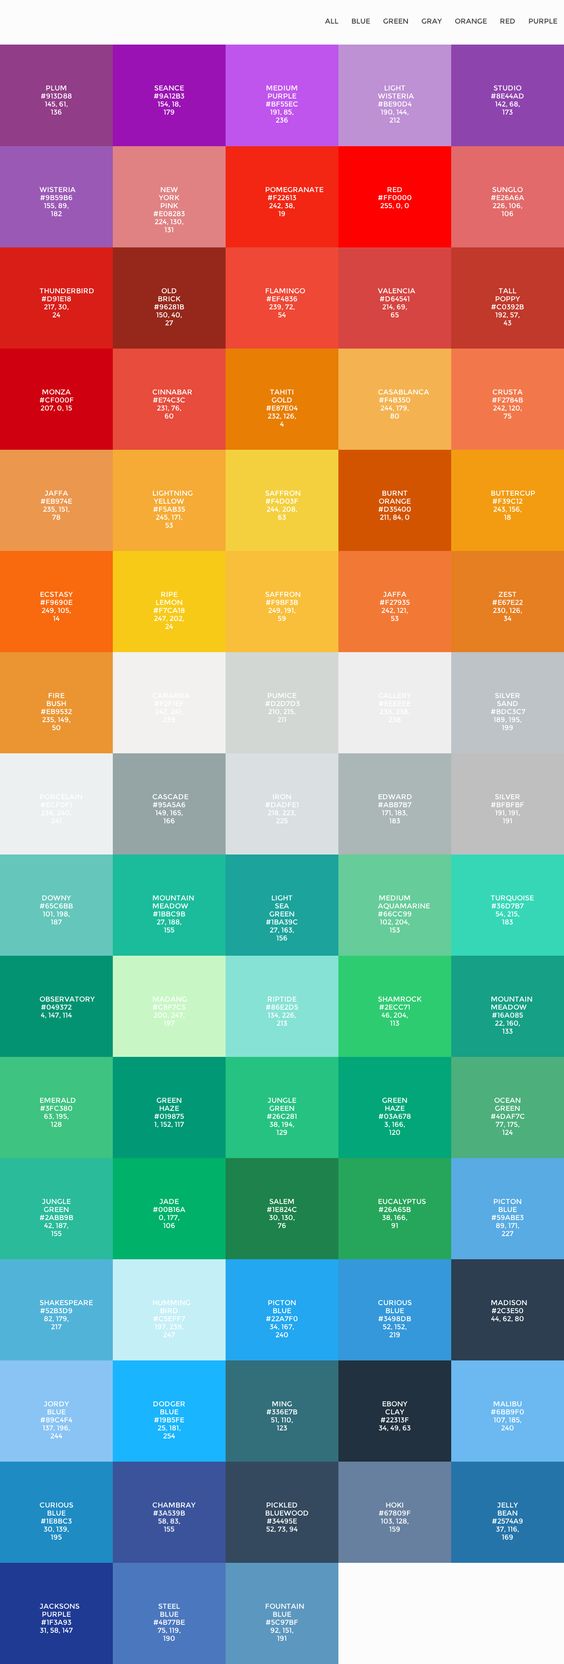 ALL BLUE GREEN GRAY ORANGE RED PURPLE
PLUM
#913D88
145, 61,
136
SEANCE
#9A12B3
154, 18,
179
MEDIUM
PURPLE
#BF55EC
191, 85,
236
LIGHT
WISTERIA
#BE90D4
190, 144,
212
STUDIO
#8E44AD
142, 68,
173
WISTERIA
#9B59B6
155, 89,
182
NEW
YORK
PINK
#E08283
224, 130,
131
POMEGRANATE
#F22613
242, 38,
19
RED
#FF0000
255, 0, 0
SUNGLO
#E26A6A
226, 106,
106
THUNDERBIRD
#D91E18
217, 30,
24
OLD
BRICK
#96281B
150, 40,
27
FLAMINGO
#EF4836
239, 72,
54
VALENCIA
#D64541
214, 69,
65
TALL
POPPY
#C0392B
192, 57,
43
MONZA
#CF000F
207, 0, 15
CINNABAR
#E74C3C
231, 76,
60
TAHITI
GOLD
#E87E04
232, 126,
4
CASABLANCA
#F4B350
244, 179,
80
CRUSTA
#F2784B
242, 120,
75
JAFFA
#EB974E
235, 151,
78
LIGHTNING
YELLOW
#F5AB35
245, 171,
53
SAFFRON
#F4D03F
244, 208,
63
BURNT
ORANGE
#D35400
211, 84, 0
BUTTERCUP
#F39C12
243, 156,
18
ECSTASY
#F9690E
249, 105,
14
RIPE
LEMON
#F7CA18
247, 202,
24
SAFFRON
#F9BF3B
249, 191,
59
JAFFA
#F27935
242, 121,
53
ZEST
#E67E22
230, 126,
34
FIRE
BUSH
#EB9532
235, 149,
50
CARARRA
#F2F1EF
242, 241,
239
PUMICE
#D2D7D3
210, 215,
211
GALLERY
#EEEEEE
238, 238,
238
SILVER
SAND
#BDC3C7
189, 195,
199
PORCELAIN
#ECF0F1
236, 240,
241
CASCADE
#95A5A6
149, 165,
166
IRON
#DADFE1
218, 223,
225
EDWARD
#ABB7B7
171, 183,
183
SILVER
#BFBFBF
191, 191,
191
DOWNY
#65C6BB
101, 198,
187
MOUNTAIN
MEADOW
#1BBC9B
27, 188,
155
LIGHT
SEA
GREEN
#1BA39C
27, 163,
156
MEDIUM
AQUAMARINE
#66CC99
102, 204,
153
TURQUOISE
#36D7B7
54, 215,
183
OBSERVATORY
#049372
4, 147, 114
MADANG
#C8F7C5
200, 247,
197
RIPTIDE
#86E2D5
134, 226,
213
SHAMROCK
#2ECC71
46, 204,
113
MOUNTAIN
MEADOW
#16A085
22, 160,
133
EMERALD
#3FC380
63, 195,
128
GREEN
HAZE
#019875
1, 152, 117
JUNGLE
GREEN
#26C281
38, 194,
129
GREEN
HAZE
#03A678
3, 166,
120
OCEAN
GREEN
#4DAF7C
77, 175,
124
JUNGLE
GREEN
#2ABB9B
42, 187,
155
JADE
#00B16A
0, 177,
106
SALEM
#1E824C
30, 130,
76
EUCALYPTUS
#26A65B
38, 166,
91
PICTON
BLUE
#59ABE3
89, 171,
227
SHAKESPEARE
#52B3D9
82, 179,
217
HUMMING
BIRD
#C5EFF7
197, 239,
247
PICTON
BLUE
#22A7F0
34, 167,
240
CURIOUS
BLUE
#3498DB
52, 152,
219
MADISON
#2C3E50
44, 62, 80
JORDY
BLUE
#89C4F4
137, 196,
244
DODGER
BLUE
#19B5FE
25, 181,
254
MING
#336E7B
51, 110,
123
EBONY
CLAY
#22313F
34, 49, 63
MALIBU
#6BB9F0
107, 185,
240
CURIOUS
BLUE
#1E8BC3
30, 139,
195
CHAMBRAY
#3A539B
58, 83,
155
PICKLED
BLUEWOOD
#34495E
52, 73, 94
HOKI
#67809F
103, 128,
159
JELLY
BEAN
#2574A9
37, 116,
169
JACKSONS
PURPLE
#1F3A93
31, 58, 147
STEEL
BLUE
#4B77BE
75, 119,
190
FOUNTAIN
BLUE
#5C97BF
92, 151,
191